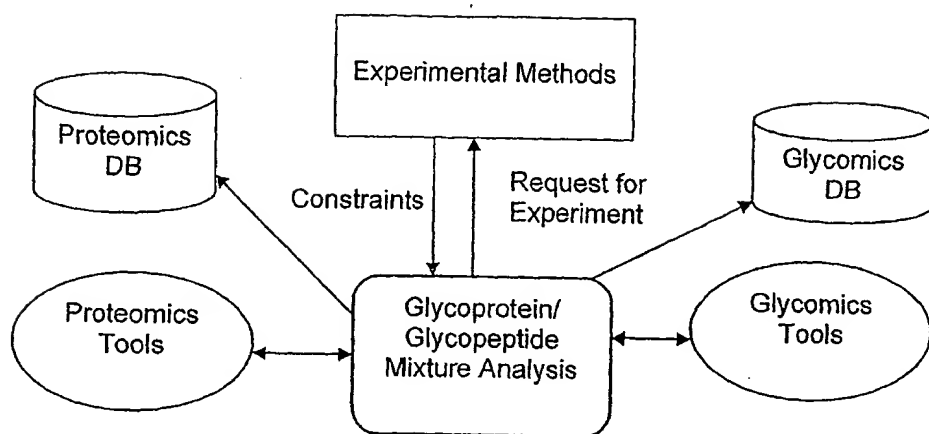 Experimental Methods
Proteomics
DB
Glycomics
DB
Constraints
Request for
Experiment
Proteomics
Tools
Glycoprotein/
Glycopeptide
Mixture Analysis
Glycomics
Tools